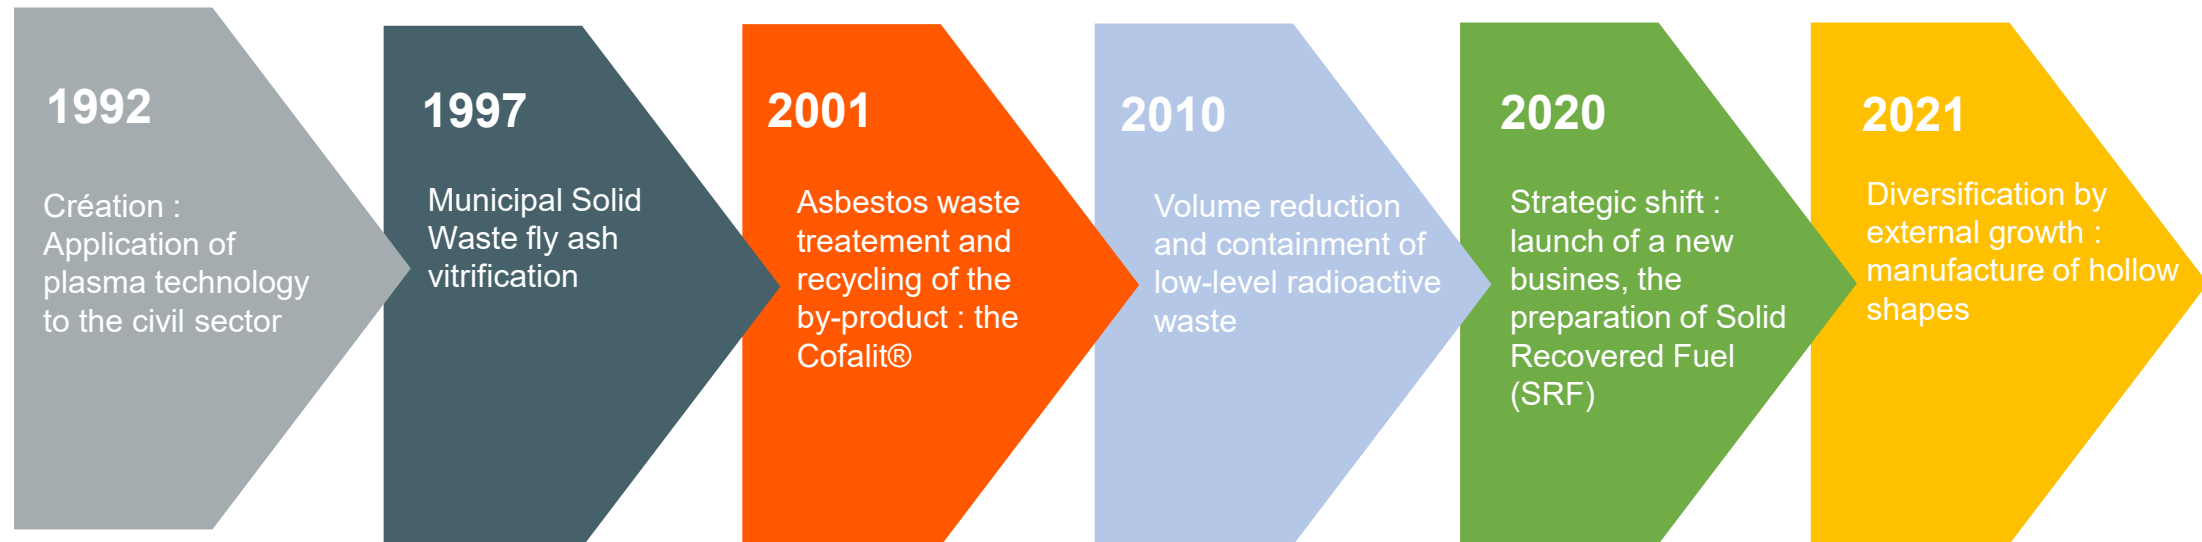 1992
Création :
Application of
plasma technology
to the civil sector
1997
Municipal Solid
Waste fly ash
vitrification
2001
Asbestos waste
treatement and
recycling of the
by-product : the
Cofalit®
2010
Volume reduction
and containment of
low-level radioactive
waste
2020
Strategic shift :
launch of a new
busines, the
preparation of Solid
Recovered Fuel
(SRF)
2021
Diversification by
external growth :
manufacture of hollow
shapes